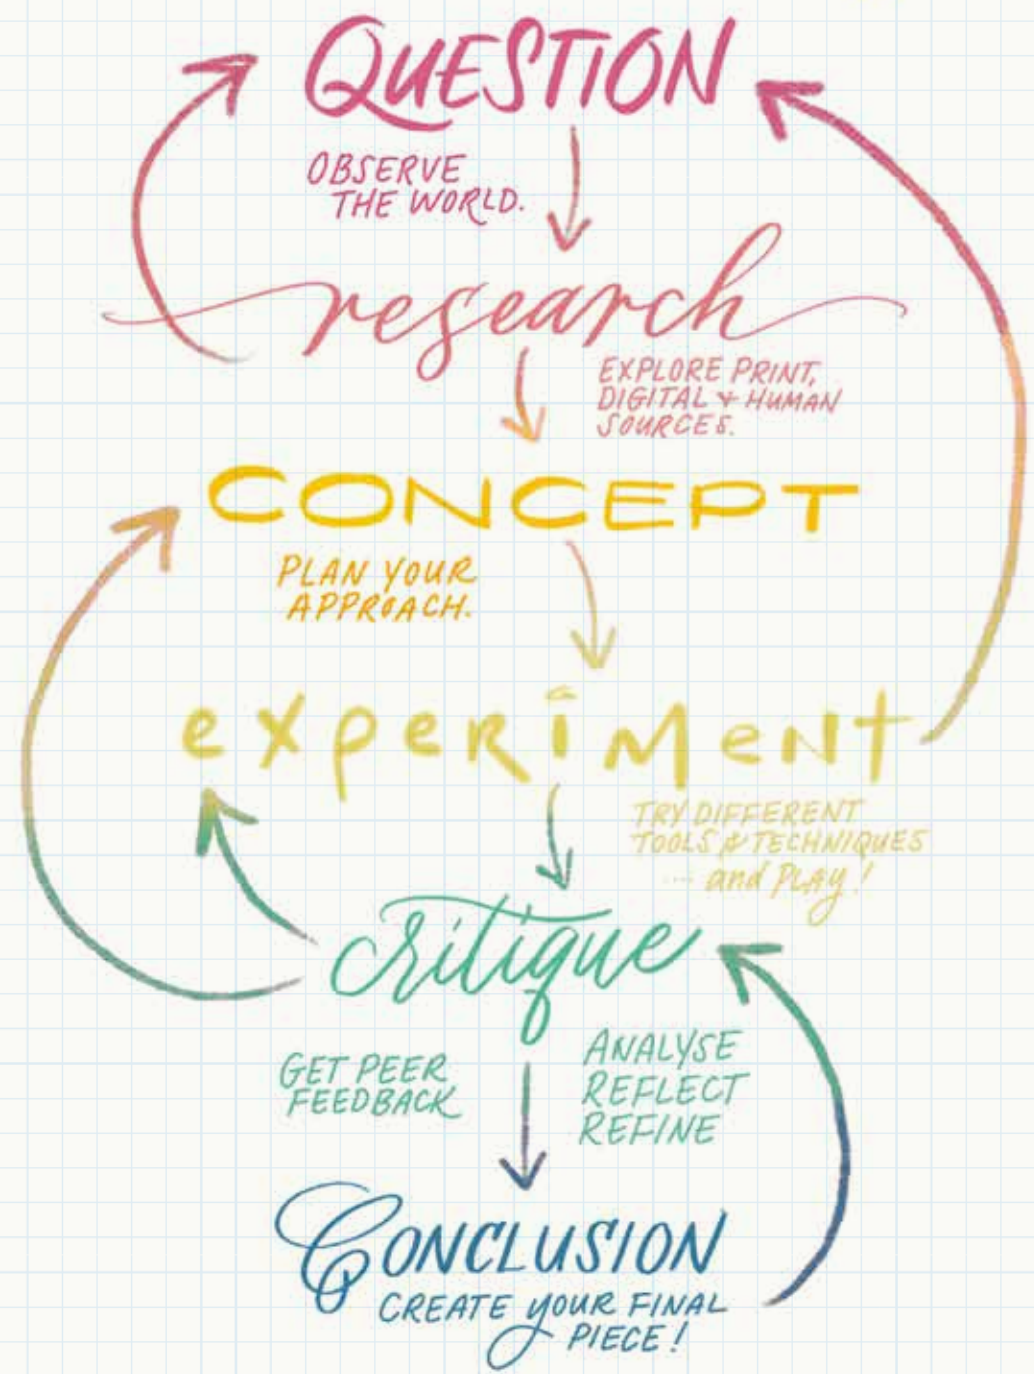 QUESTION
OBSERVE
THE WORLD.
research
EXPLORE PRINT,
DIGITAL & HUMAN
SOURCES.
CONCEPT
PLAN YOUR
APPROACH.
experiment
TRY DIFFERENT
TOOLS & TECHNIQUES
... and PLAY!
critique
GET PEER
FEEDBACK
ANALYSE
REFLECT
REFINE
CONCLUSION
CREATE YOUR FINAL
PIECE!